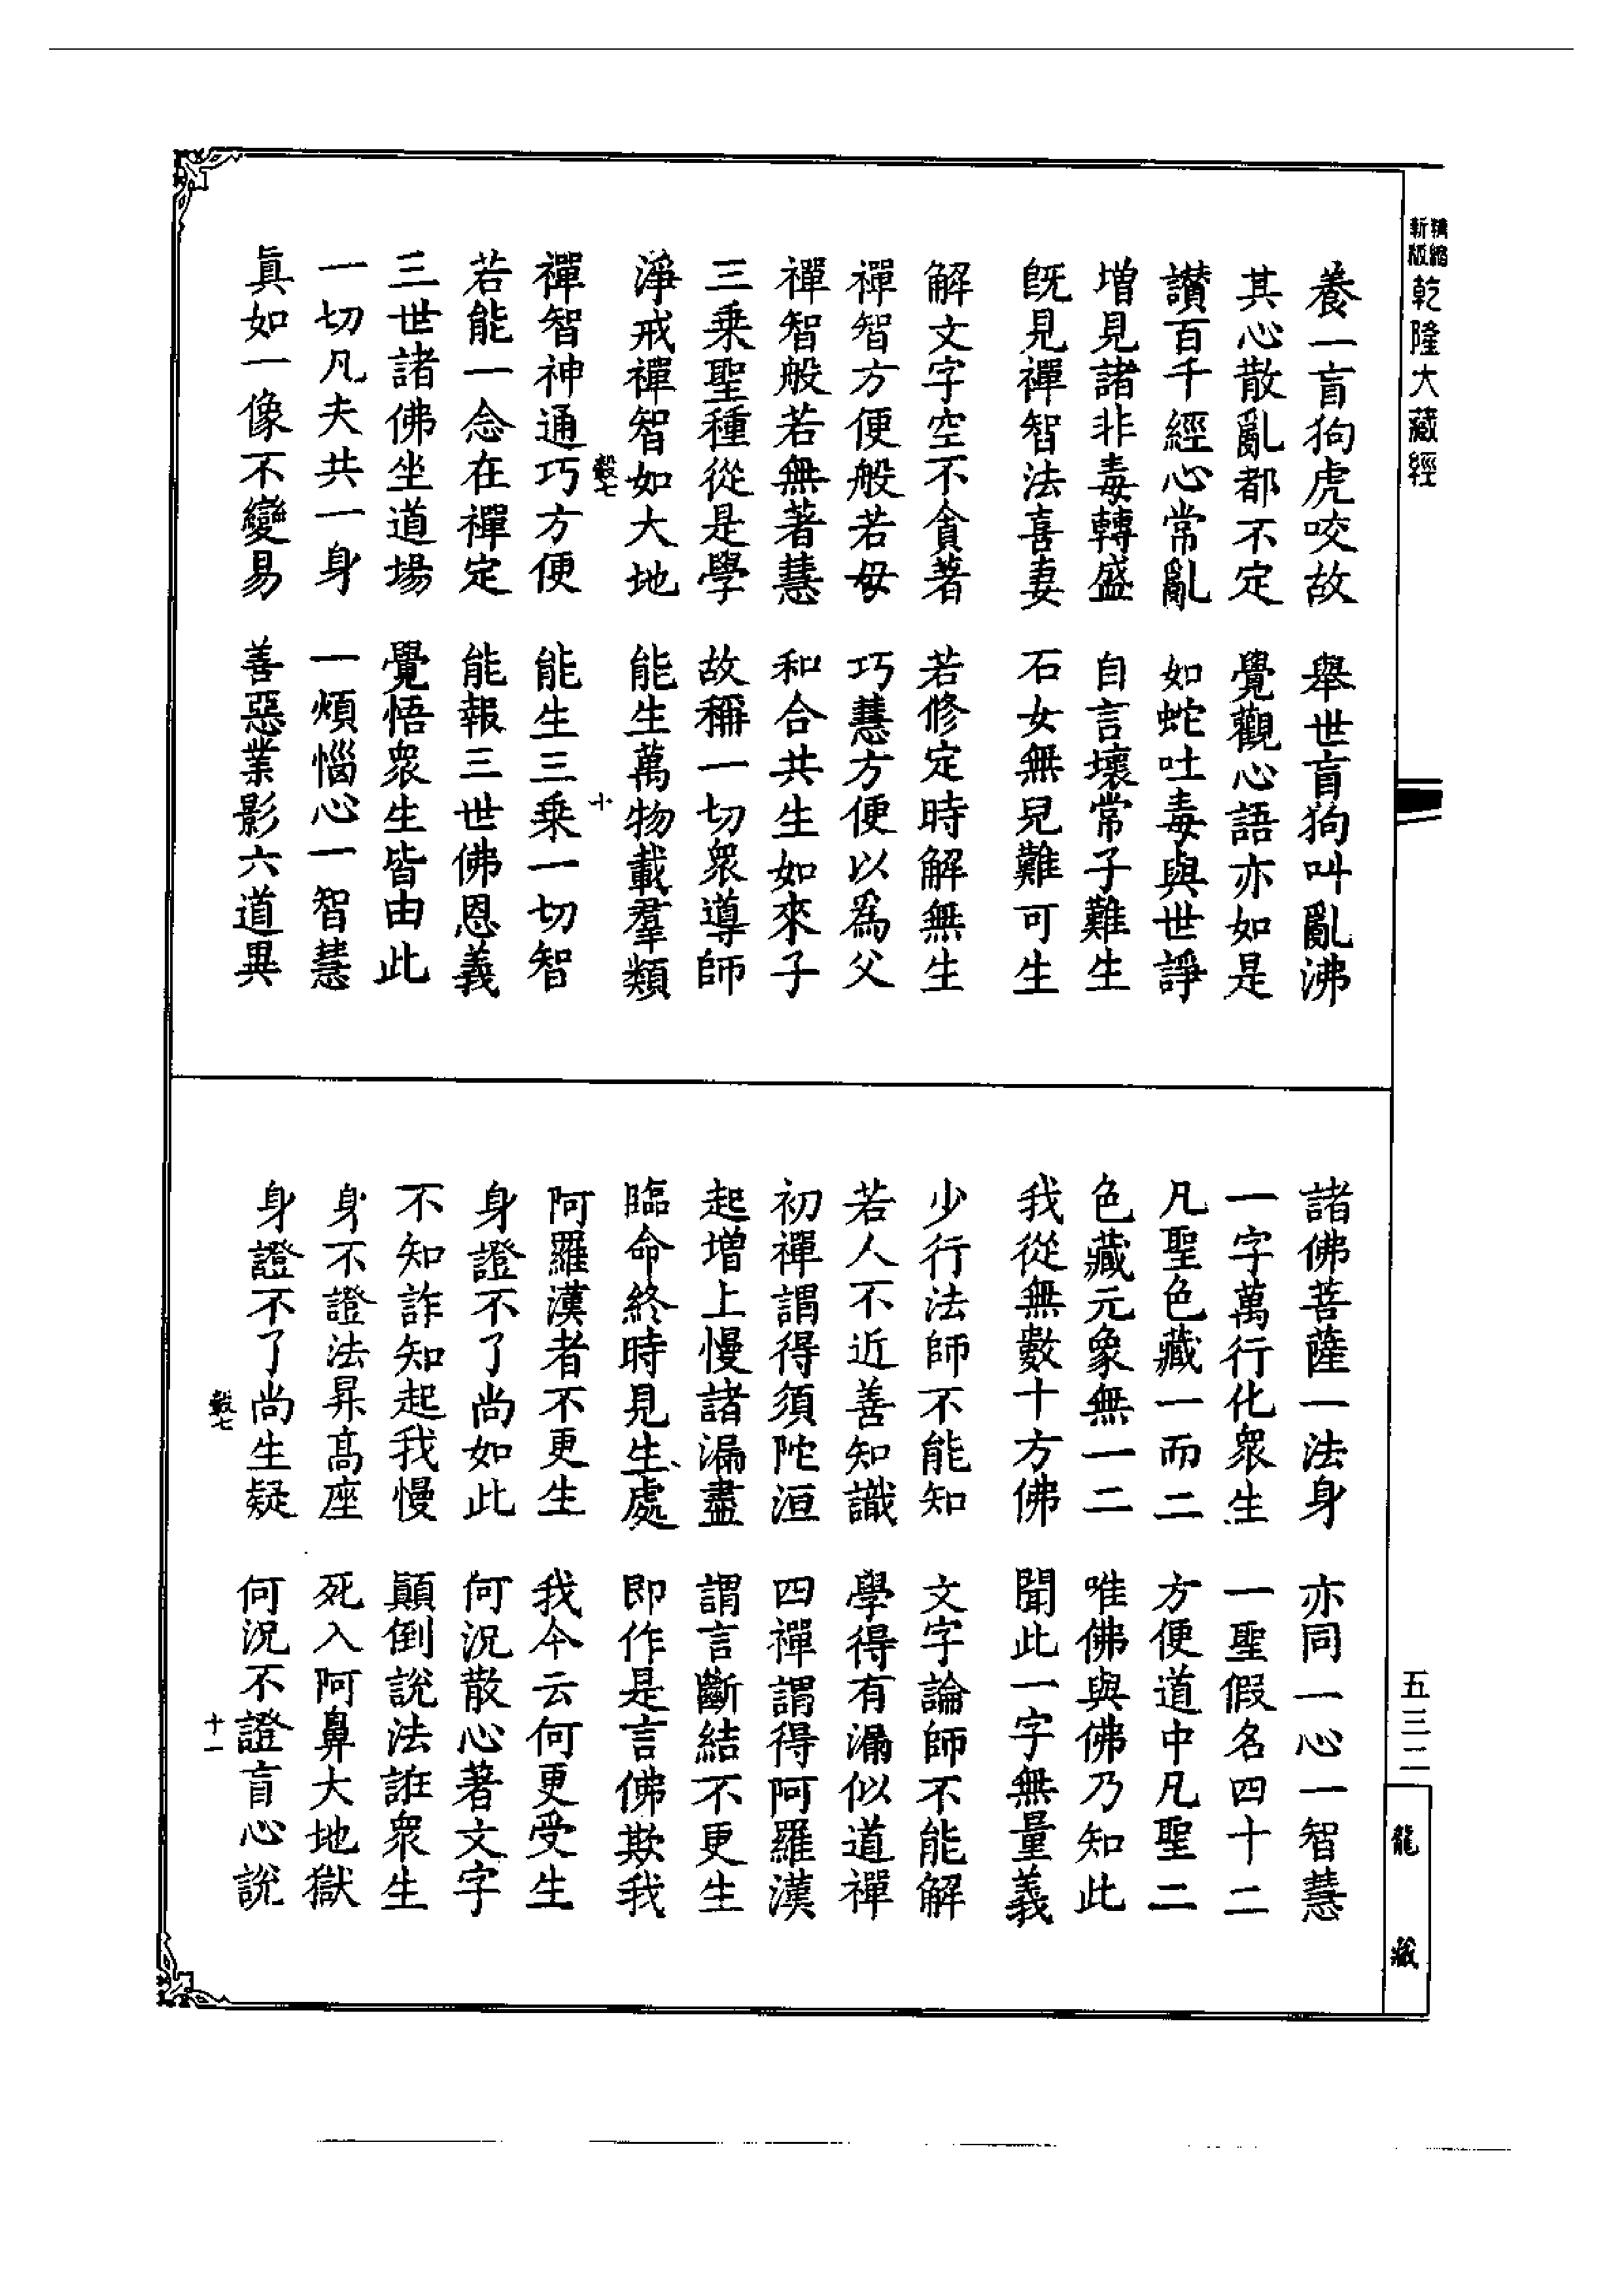 精縮
新版
乾隆大藏經
養一盲狗虎咬故　舉世盲狗叫亂沸
其心散亂都不定　覺觀心語亦如是
讚百千經心常亂　如蛇吐毒與世諍
增見諸非毒轉盛　自言壞常子難生
旣見禪智法喜妻　石女無兒難可生
解文字空不貪著　若修定時解無生
禪智方便般若母　巧慧方便以爲父
禪智般若無著慧　和合共生如來子
三乘聖種從是學　故稱一切衆導師
淨戒禪智如大地　能生萬物載羣類
穀七　十
禪智神通巧方便　能生三乘一切智
若能一念在禪定　能報三世佛恩義
三世諸佛坐道場　覺悟衆生皆由此
一切凡夫共一身　一煩惱心一智慧
眞如一像不變易　善惡業影六道異
諸佛菩薩一法身　亦同一心一智慧
一字萬行化衆生　一聖假名四十二
凡聖色藏一而二　方便道中凡聖二
色藏元象無一二　唯佛與佛乃知此
我從無數十方佛　聞此一字無量義
少行法師不能知　文字論師不能解
若人不近善知識　學得有漏似道禪
初禪謂得須陀洹　四禪謂得阿羅漢
起增上慢諸漏盡　謂言斷結不更生
臨命終時見生處　即作是言佛欺我
阿羅漢者不更生　我今云何更受生
身證不了尚如此　何況散心著文字
不知詐知起我慢　顛倒說法誑衆生
身不證法昇高座　死入阿鼻大地獄
身證不了尚生疑　何況不證盲心說
穀七　十一
五三二
龍藏